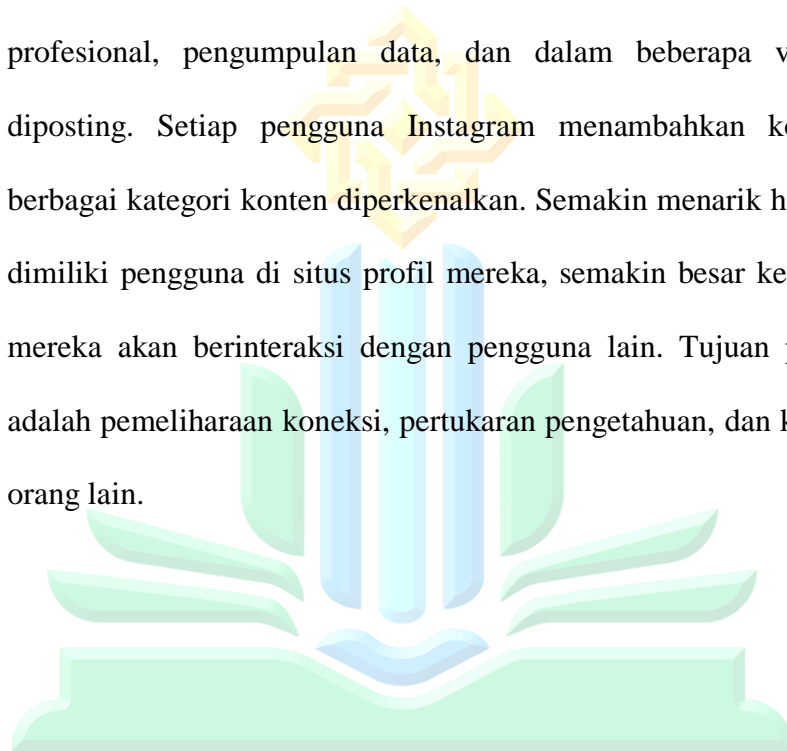 profesional, pengumpulan data, dan dalam beberapa
diposting. Setiap pengguna Instagram menambahkan
berbagai kategori konten diperkenalkan. Semakin menarik
dimiliki pengguna di situs profil mereka, semakin besar
mereka akan berinteraksi dengan pengguna lain. Tujuan
adalah pemeliharaan koneksi, pertukaran pengetahuan, dan
orang lain.